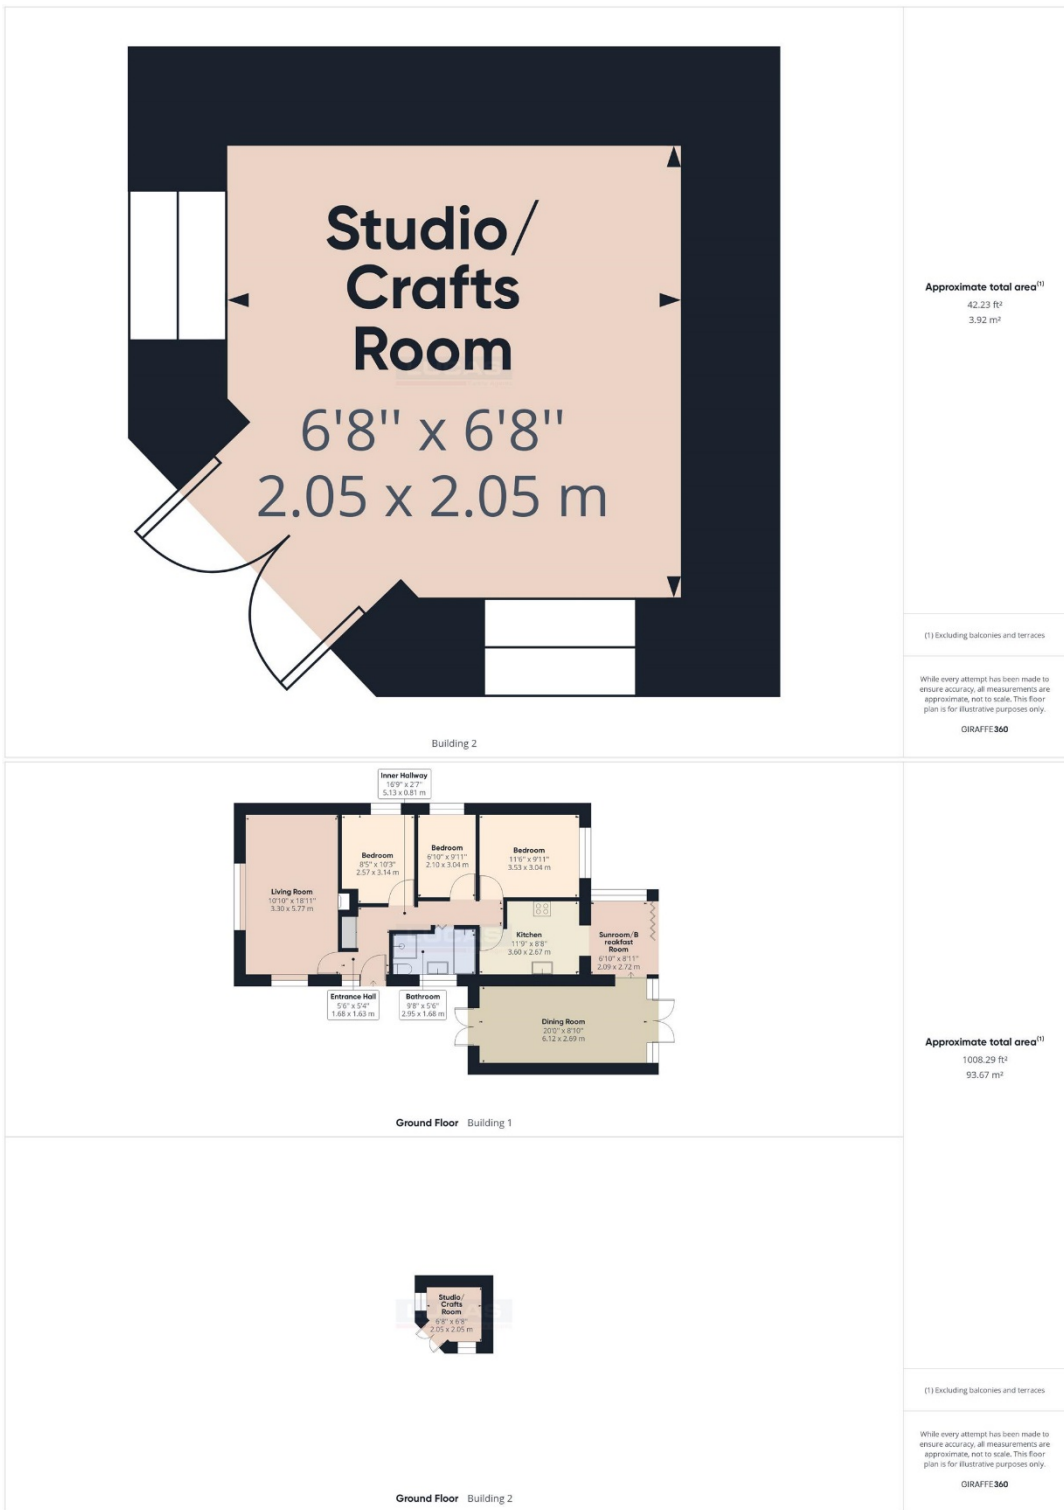 Studio/
Crafts
Room
6'8'' x 6'8''
2.05 x 2.05 m
Building 2
Approximate total area(1)
42.23 ft²
3.92 m²
(1) Excluding balconies and terraces
While every attempt has been made to
ensure accuracy, all measurements are
approximate, not to scale. This floor
plan is for illustrative purposes only.
GIRAFFE360
Inner Hallway
16'9" x 2'7"
5.13 x 0.81 m
Living Room
10'10" x 18'11"
3.30 x 5.77 m
Bedroom
8'5" x 10'3"
2.57 x 3.14 m
Bedroom
6'10" x 9'11"
2.10 x 3.04 m
Bedroom
11'6" x 9'11"
3.53 x 3.04 m
Kitchen
11'9" x 8'8"
3.60 x 2.67 m
Sunroom/B
reakfast
Room
6'10" x 8'11"
2.09 x 2.72 m
Entrance Hall
5'6" x 5'4"
1.68 x 1.63 m
Bathroom
9'8" x 5'6"
2.95 x 1.68 m
Dining Room
20'0" x 8'10"
6.12 x 2.69 m
Ground Floor Building 1
Approximate total area(1)
1008.29 ft²
93.67 m²
Studio/
Crafts
Room
6'8" x 6'8"
2.05 x 2.05 m
Ground Floor Building 2
(1) Excluding balconies and terraces
While every attempt has been made to
ensure accuracy, all measurements are
approximate, not to scale. This floor
plan is for illustrative purposes only.
GIRAFFE360